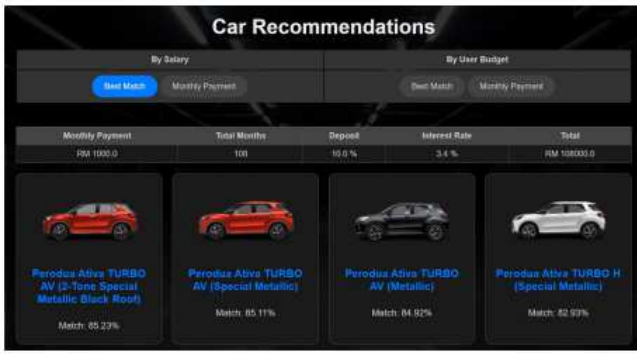 Car Recommendations
By Salary
By User Budget
Best Match Monthly Payment
Best Match Monthly Payment
Monthly Payment Total Months Deposit Interest Rate Total
RM 1000.0 108 10.0 % 3.4 % RM 108000.0
Perodua Ativa TURBO
AV (2-Tone Special
Metallic Black Roof)
Match: 85.23%
Perodua Ativa TURBO
AV (Special Metallic)
Match: 85.11%
Perodua Ativa TURBO
AV (Metallic)
Match: 84.92%
Perodua Ativa TURBO H
(Special Metallic)
Match: 82.93%